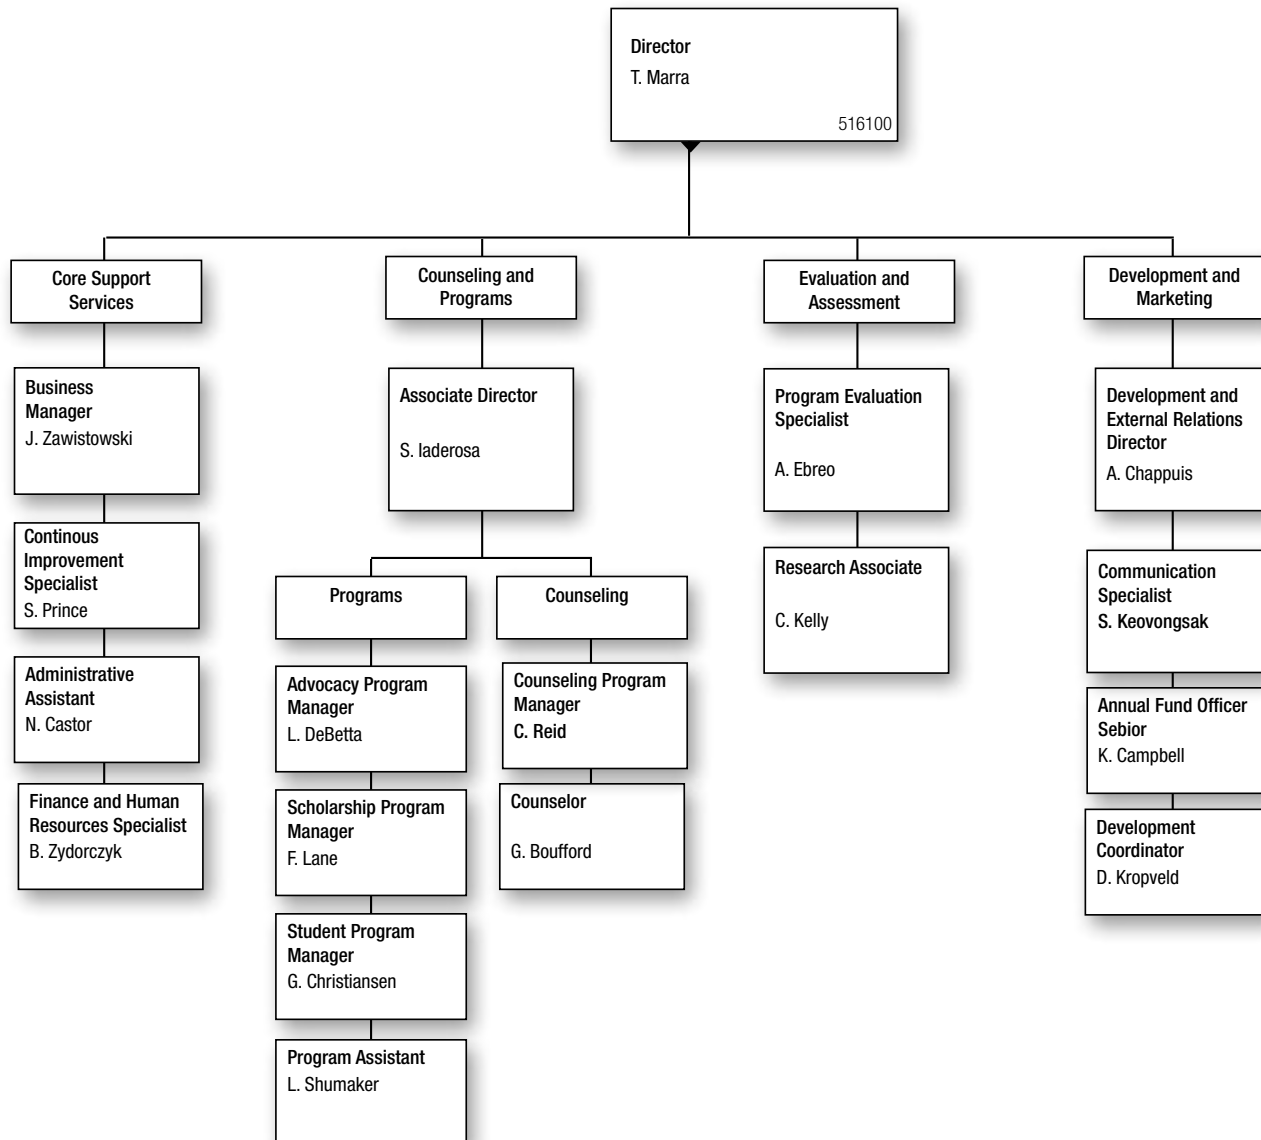 Director
T. Marra
516100
Core Support
Services
Counseling and
Programs
Evaluation and
Assessment
Development and
Marketing
Business
Manager
J. Zawistowski
Associate Director
S. Iaderosa
Program Evaluation
Specialist
A. Ebreo
Development and
External Relations
Director
A. Chappuis
Continous
Improvement
Specialist
S. Prince
Programs
Counseling
Research Associate
C. Kelly
Communication
Specialist
S. Keovongsak
Administrative
Assistant
N. Castor
Advocacy Program
Manager
L. DeBetta
Counseling Program
Manager
C. Reid
Annual Fund Officer
Sebior
K. Campbell
Finance and Human
Resources Specialist
B. Zydorczyk
Scholarship Program
Manager
F. Lane
Counselor
G. Boufford
Development
Coordinator
D. Kropveld
Student Program
Manager
G. Christiansen
Program Assistant
L. Shumaker